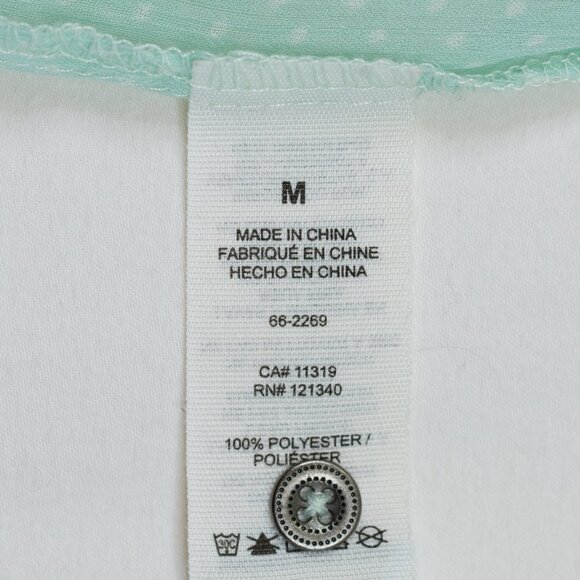 M
MADE IN CHINA
FABRIQUÉ EN CHINE
HECHO EN CHINA
66-2269
CA# 11319
RN# 121340
100% POLYESTER /
POLIÉSTER